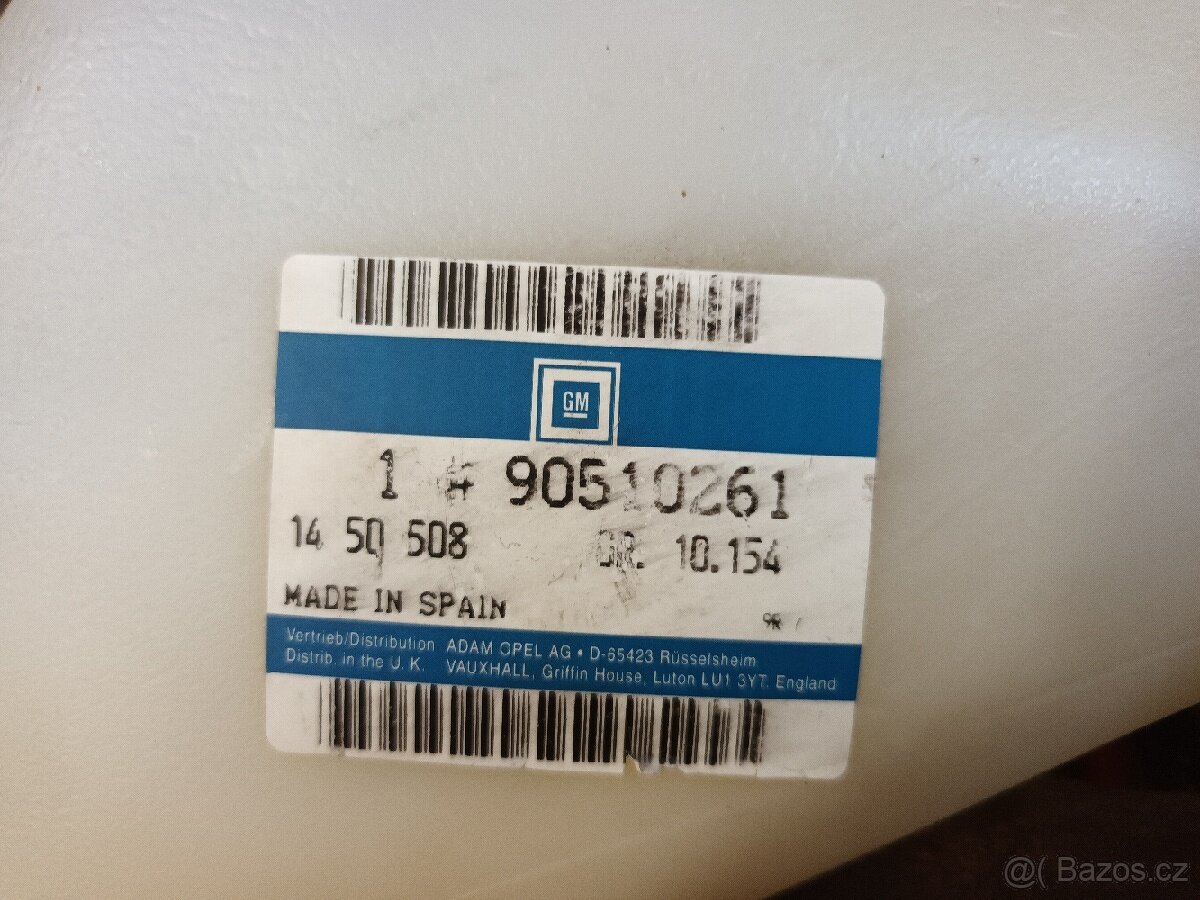 GM
1 # 90510261
14 50 508 GR. 10.154
MADE IN SPAIN
Vertrieb/Distribution ADAM OPEL AG • D-65423 Rüsselsheim
Distrib. in the U. K. VAUXHALL, Griffin House, Luton LU1 3YT. England
@( Bazos.cz